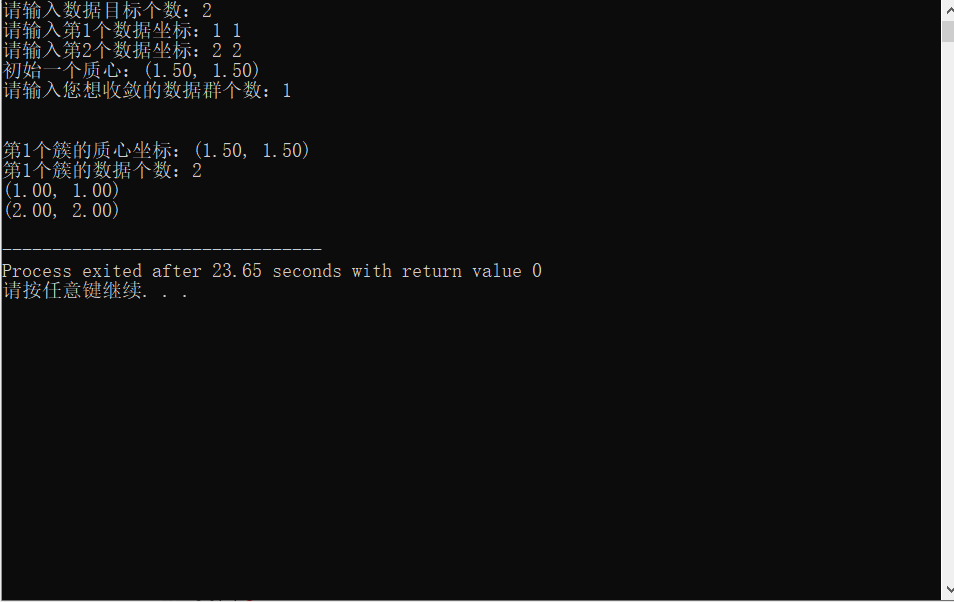 请输入数据目标个数：2
请输入第1个数据坐标：1 1
请输入第2个数据坐标：2 2
初始一个质心：(1.50, 1.50)
请输入您想收敛的数据群个数：1
第1个簇的质心坐标：(1.50, 1.50)
第1个簇的数据个数：2
(1.00, 1.00)
(2.00, 2.00)
--------------------------------
Process exited after 23.65 seconds with return value 0
请按任意键继续. . .